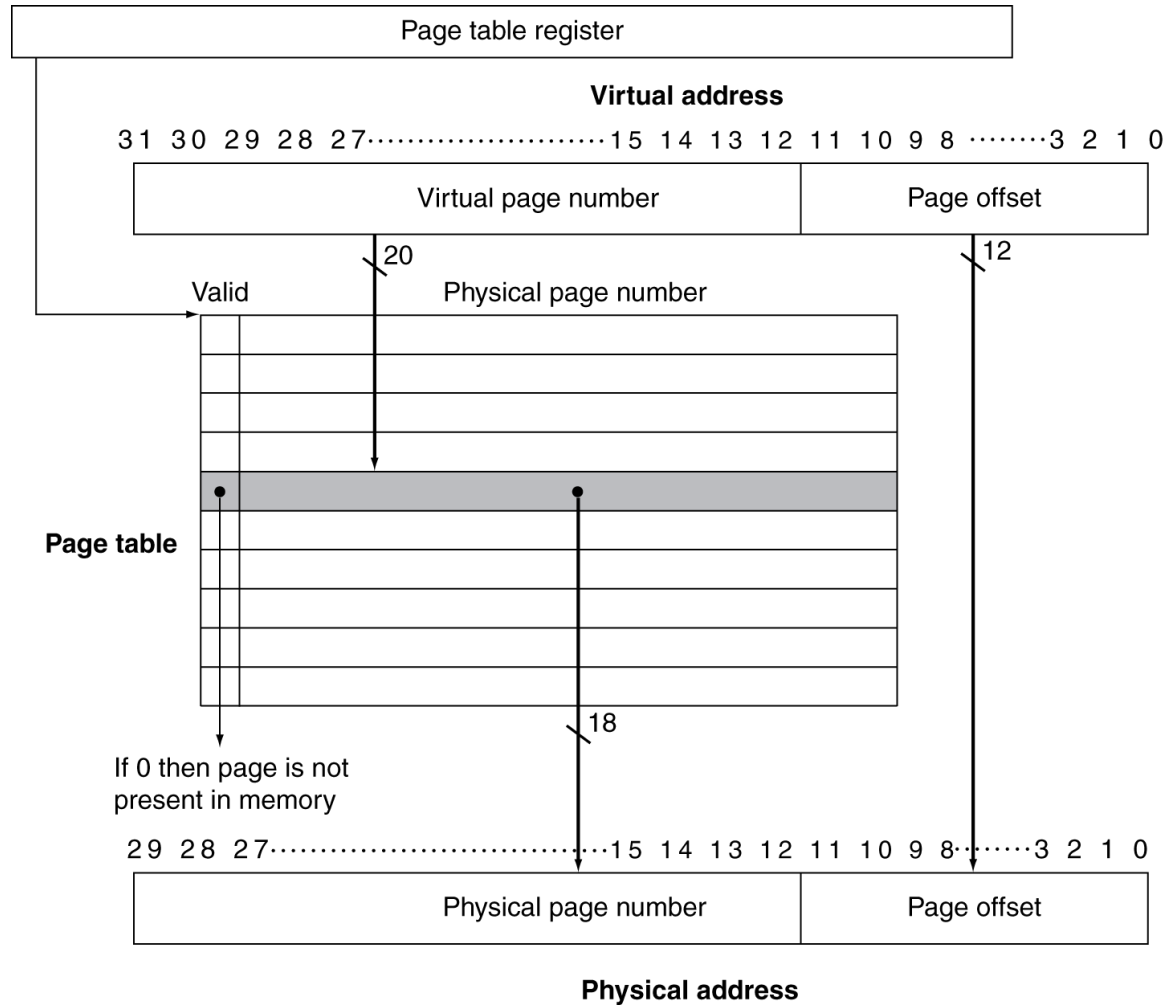 Page table register
Virtual address
31 30 29 28 27........................15 14 13 12 11 10 9 8 ........3 2 1 0
Virtual page number
Page offset
20
12
Valid
Physical page number
Page table
18
If 0 then page is not
present in memory
29 28 27..................................15 14 13 12 11 10 9 8........3 2 1 0
Physical page number
Page offset
Physical address